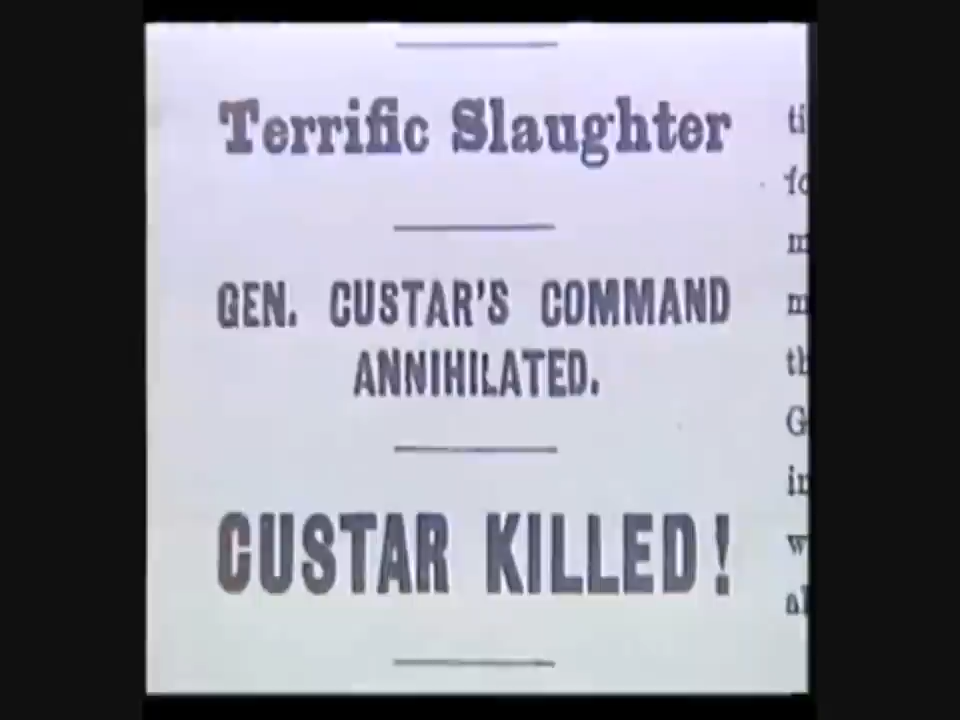 Terrific Slaughter
GEN. CUSTAR'S COMMAND
ANNIHILATED.
CUSTAR KILLED!